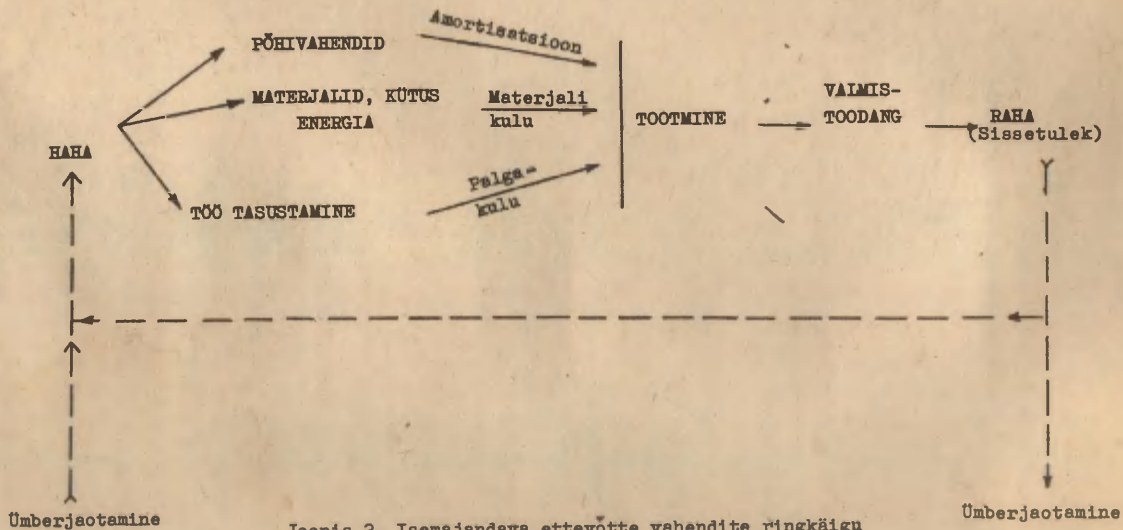 Amortisatsioon
PÕHIVAHENDID
MATERJALID, KÜTUS
ENERGIA
Materjali
kulu
TOOTMINE
VALMIS-
TOODANG
RAHA
(Sissetulek)
HAHA
TÖÖ TASUSTAMINE
Palga-
kulu
Ümberjaotamine
Ümberjaotamine
Joonis 2. Isemajandava ettevõtte vahendite ringkäigu